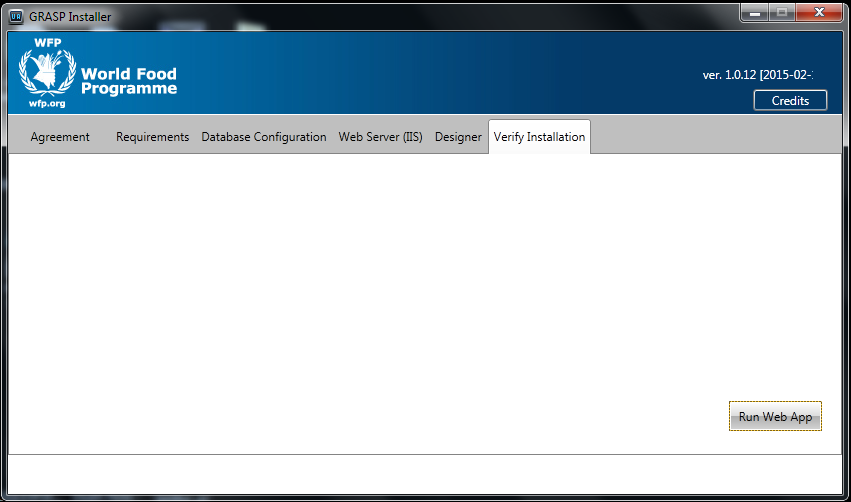 GRASP Installer
WFP
World Food
Programme
wfp.org
ver. 1.0.12 [2015-02-
Credits
Agreement Requirements Database Configuration Web Server (IIS) Designer Verify Installation
Run Web App